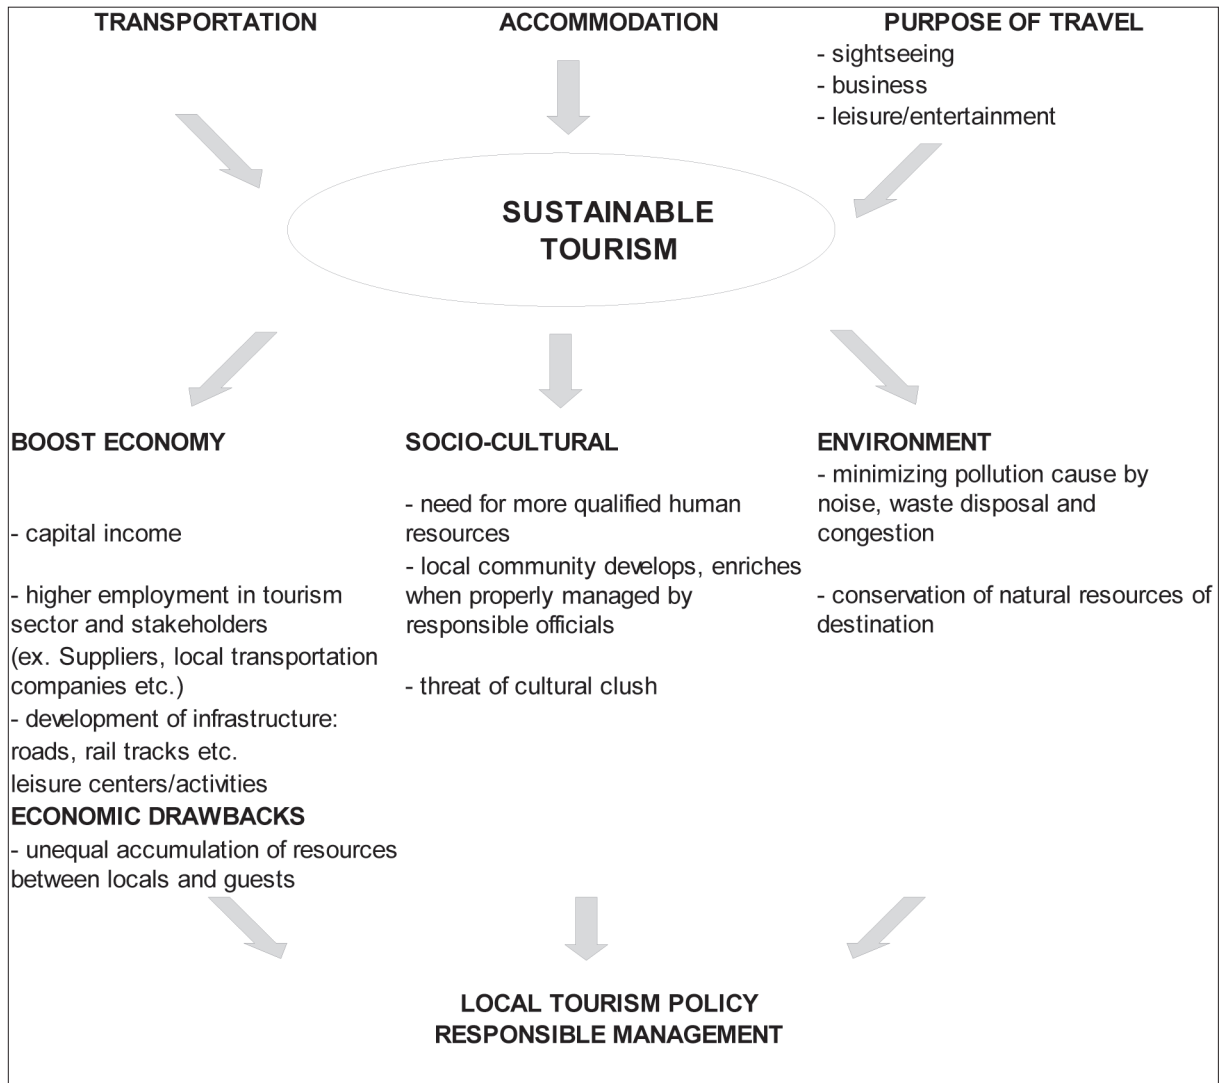 TRANSPORTATION
ACCOMMODATION
PURPOSE OF TRAVEL
- sightseeing
- business
- leisure/entertainment
SUSTAINABLE
TOURISM
BOOST ECONOMY
- capital income
- higher employment in tourism
sector and stakeholders
(ex. Suppliers, local transportation
companies etc.)
- development of infrastructure:
roads, rail tracks etc.
leisure centers/activities
ECONOMIC DRAWBACKS
- unequal accumulation of resources
between locals and guests
SOCIO-CULTURAL
- need for more qualified human
resources
- local community develops, enriches
when properly managed by
responsible officials
- threat of cultural clush
ENVIRONMENT
- minimizing pollution cause by
noise, waste disposal and
congestion
- conservation of natural resources of
destination
LOCAL TOURISM POLICY
RESPONSIBLE MANAGEMENT